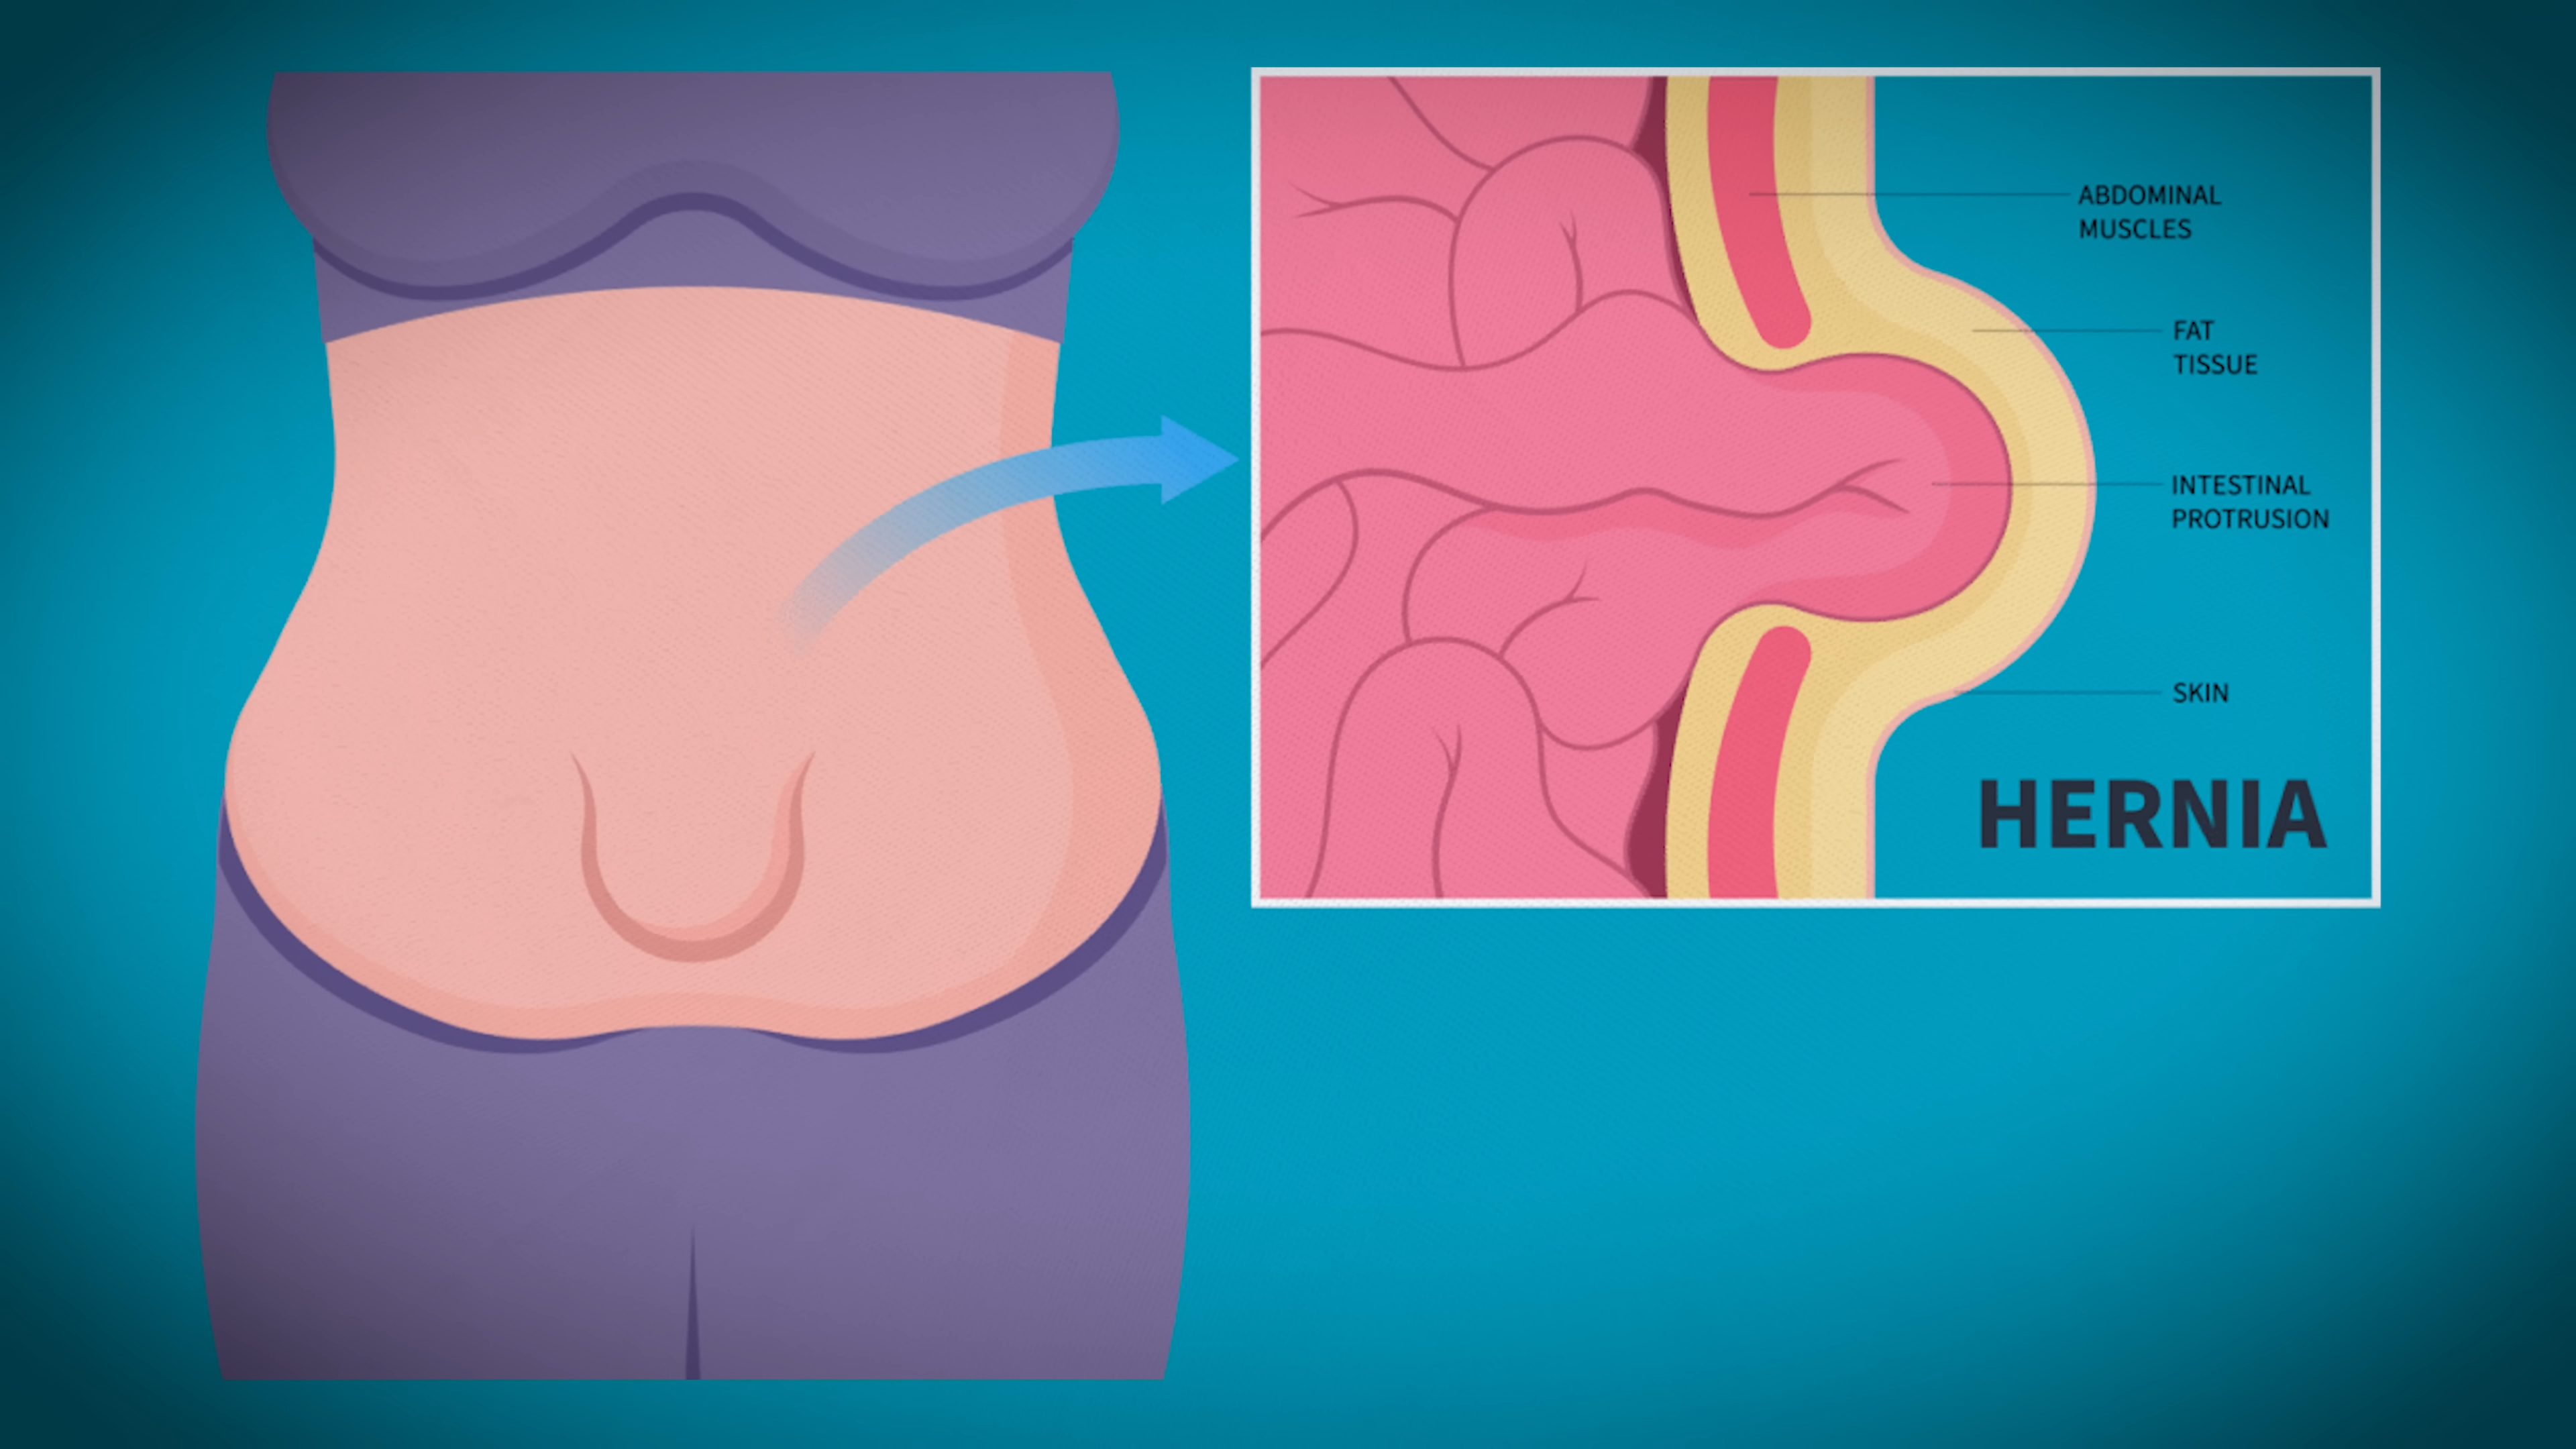 ABDOMINAL
MUSCLES
FAT
TISSUE
INTESTINAL
PROTRUSION
SKIN
HERNIA